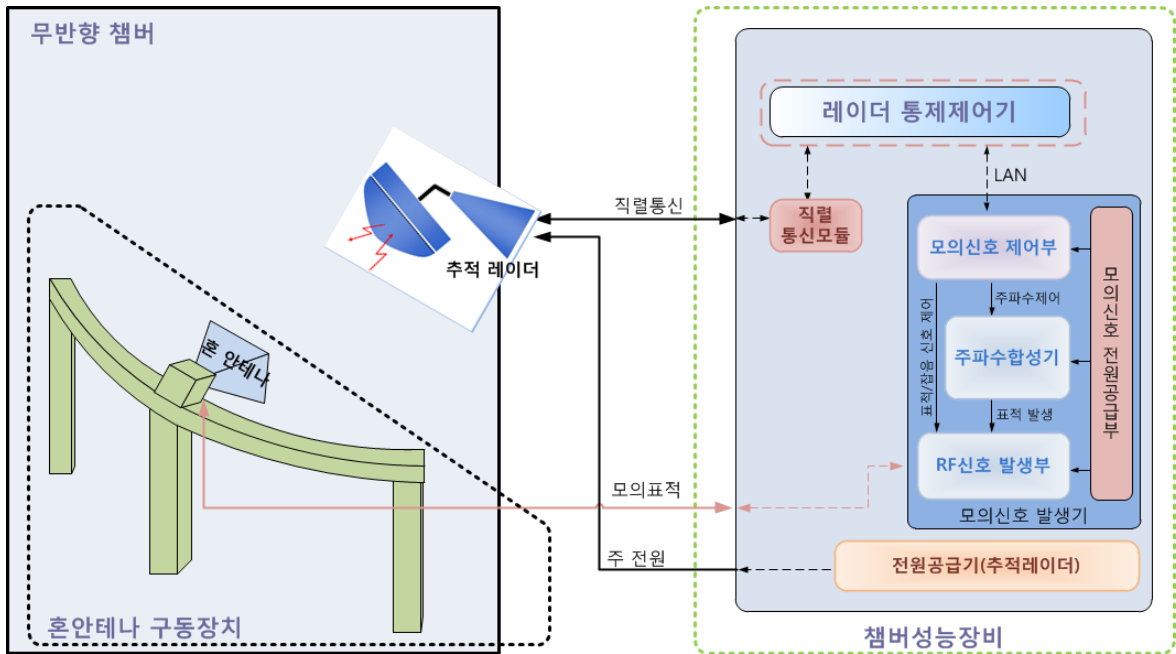 무반향 챔버
추적 레이더
혼 안테나
혼안테나 구동장치
직렬통신
모의표적
주 전원
레이더 통제제어기
LAN
직렬
통신모듈
모의신호 제어부
주파수제어
표적/잡음 신호 제어
주파수합성기
표적 발생
RF신호 발생부
모의신호 전원공급부
모의신호 발생기
전원공급기(추적레이더)
챔버성능장비